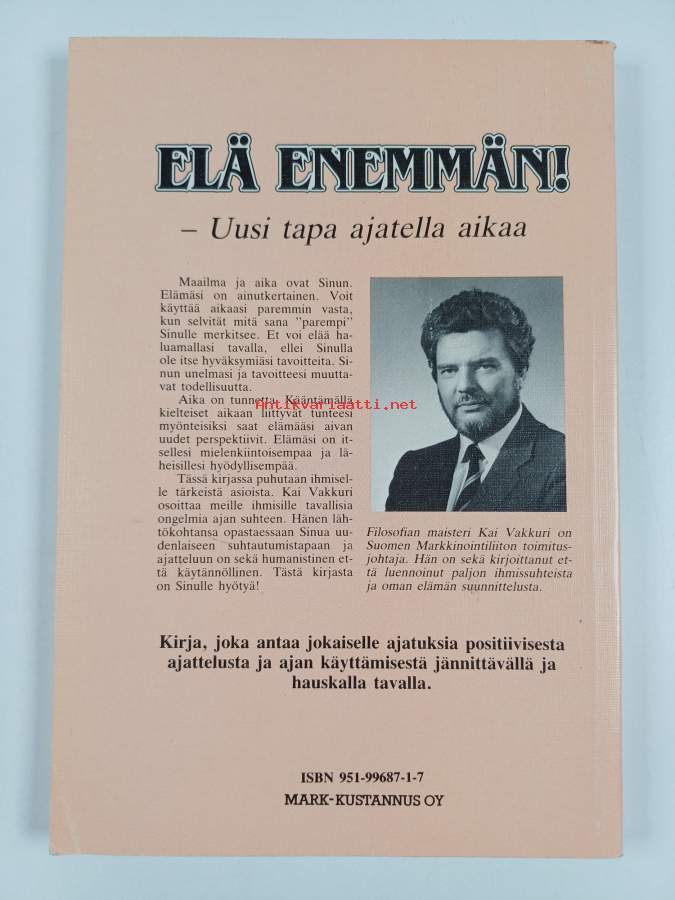 ELÄ ENEMMÄN!
– Uusi tapa ajatella aikaa
Maailma ja aika ovat Sinun.
Elämäsi on ainutkertainen. Voit
käyttää aikaasi paremmin vasta,
kun selvität mitä sana "parempi"
Sinulle merkitsee. Et voi elää ha-
luamallasi tavalla, ellei Sinulla
ole itse hyväksymiäsi tavoitteita. Si-
nun unelmasi ja tavoitteesi muutta-
vat todellisuutta.
Aika on tunnetta. Kääntämällä
kielteiset aikaan liittyvät tunteesi
myönteisiksi saat elämääsi aivan
uudet perspektiivit. Elämäsi on it-
sellesi mielenkiintoisempaa ja lä-
heisillesi hyödyllisempää.
Tässä kirjassa puhutaan ihmisel-
le tärkeistä asioista. Kai Vakkuri
osoittaa meille ihmisille tavallisia
ongelmia ajan suhteen. Hänen läh-
tökohtansa opastaessaan Sinua uu-
denlaiseen suhtautumistapaan ja
ajatteluun on sekä humanistinen et-
tä käytännöllinen. Tästä kirjasta
on Sinulle hyötyä!
Antikvariaatti.net
Filosofian maisteri Kai Vakkuri on
Suomen Markkinointiliiton toimitus-
johtaja. Hän on sekä kirjoittanut et-
tä luennoinut paljon ihmissuhteista
ja oman elämän suunnittelusta.
Kirja, joka antaa jokaiselle ajatuksia positiivisesta
ajattelusta ja ajan käyttämisestä jännittävällä ja
hauskalla tavalla.
ISBN 951-99687-1-7
MARK-KUSTANNUS OY